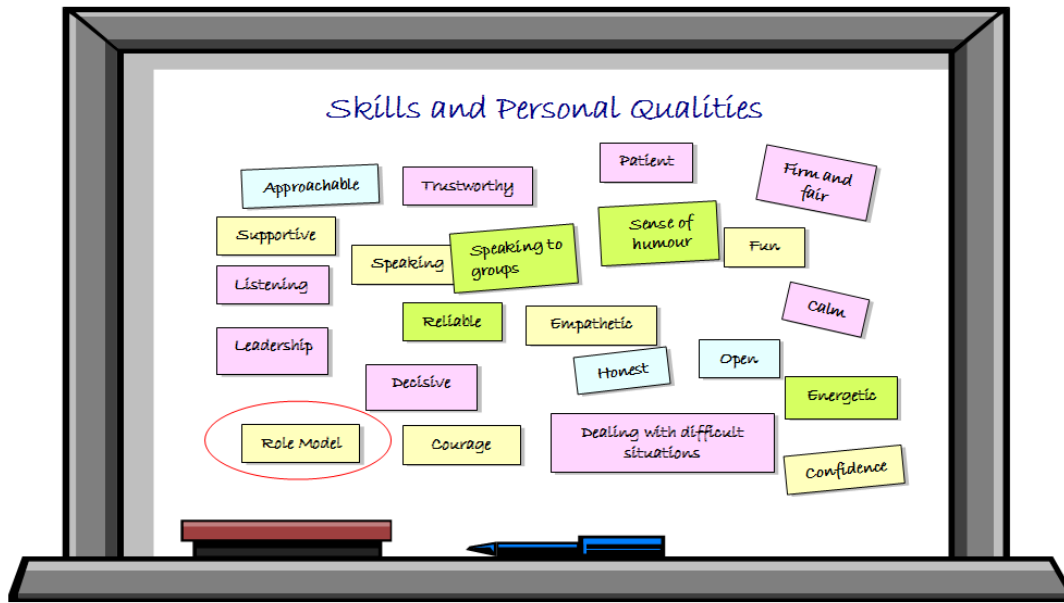 Skills and Personal Qualities
Approachable
Trustworthy
Patient
Firm and
fair
Supportive
Speaking
Speaking to
groups
Sense of
humour
Fun
Listening
Reliable
Empathetic
Calm
Leadership
Decisive
Honest
Open
Energetic
Role Model
Courage
Dealing with difficult
situations
Confidence